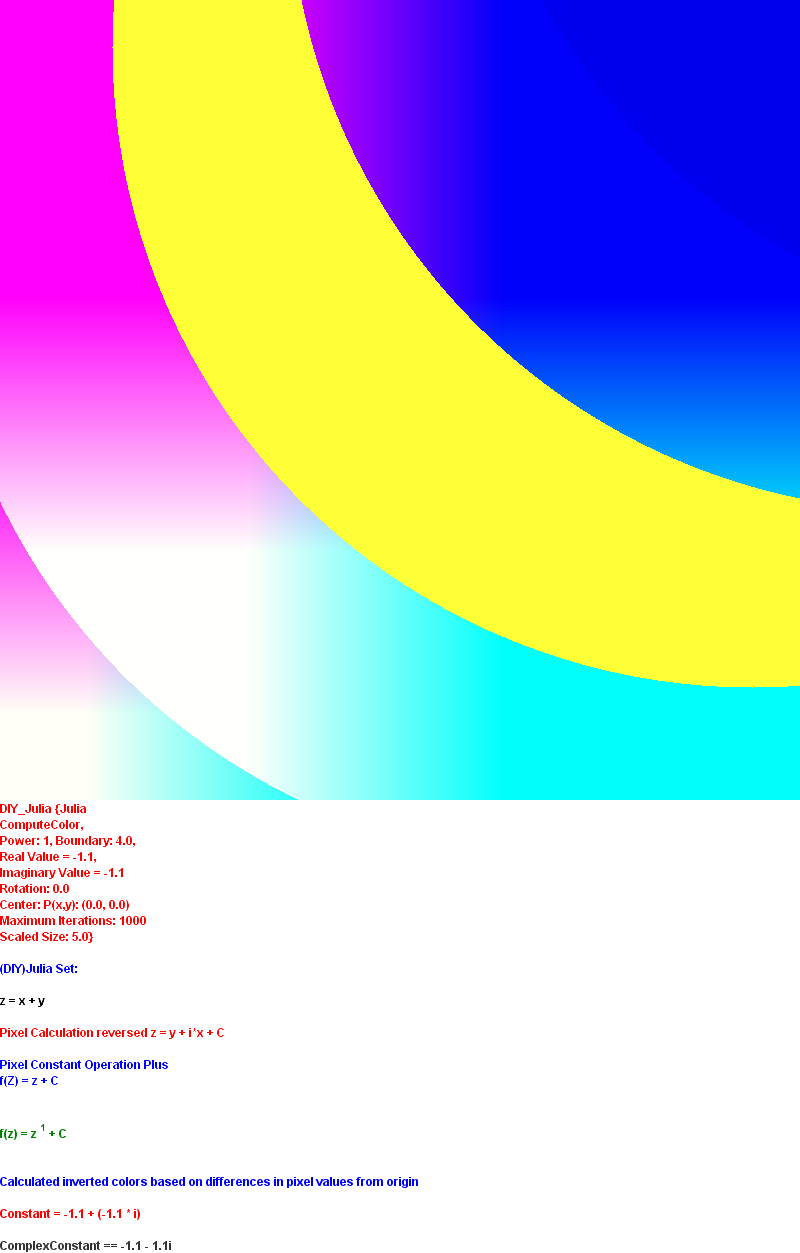 DIY_Julia {Julia
ComputeColor,
Power: 1, Boundary: 4.0,
Real Value = -1.1,
Imaginary Value = -1.1
Rotation: 0.0
Center: P(x,y): (0.0, 0.0)
Maximum Iterations: 1000
Scaled Size: 5.0}
(DIY)Julia Set:
z = x + y
Pixel Calculation reversed z = y + i*x + C
Pixel Constant Operation Plus
f(Z) = z + C
f(z) = z ¹ + C
Calculated inverted colors based on differences in pixel values from origin
Constant = -1.1 + (-1.1 * i)
ComplexConstant == -1.1 - 1.1i